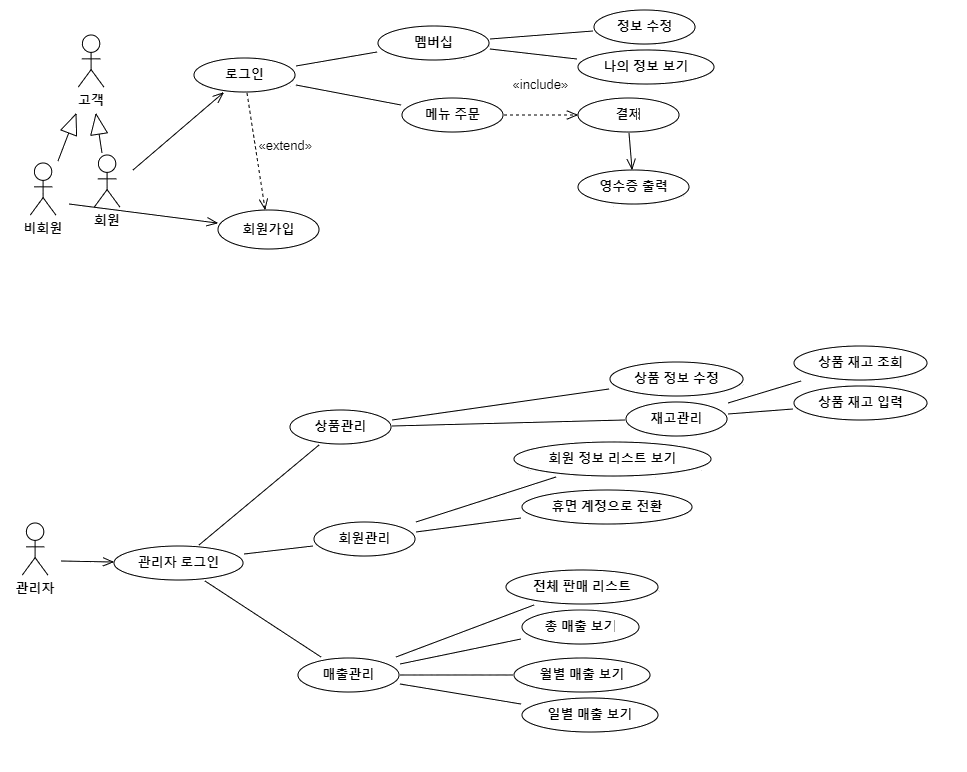 정보 수정
멤버십
나의 정보 보기
로그인
«include»
고객
메뉴 주문
결제
«extend»
영수증 출력
비회원
회원
회원가입
상품 재고 조회
상품 정보 수정
상품 재고 입력
재고관리
상품관리
회원 정보 리스트 보기
휴면 계정으로 전환
회원관리
관리자 로그인
관리자
전체 판매 리스트
총 매출 보기
매출관리
월별 매출 보기
일별 매출 보기